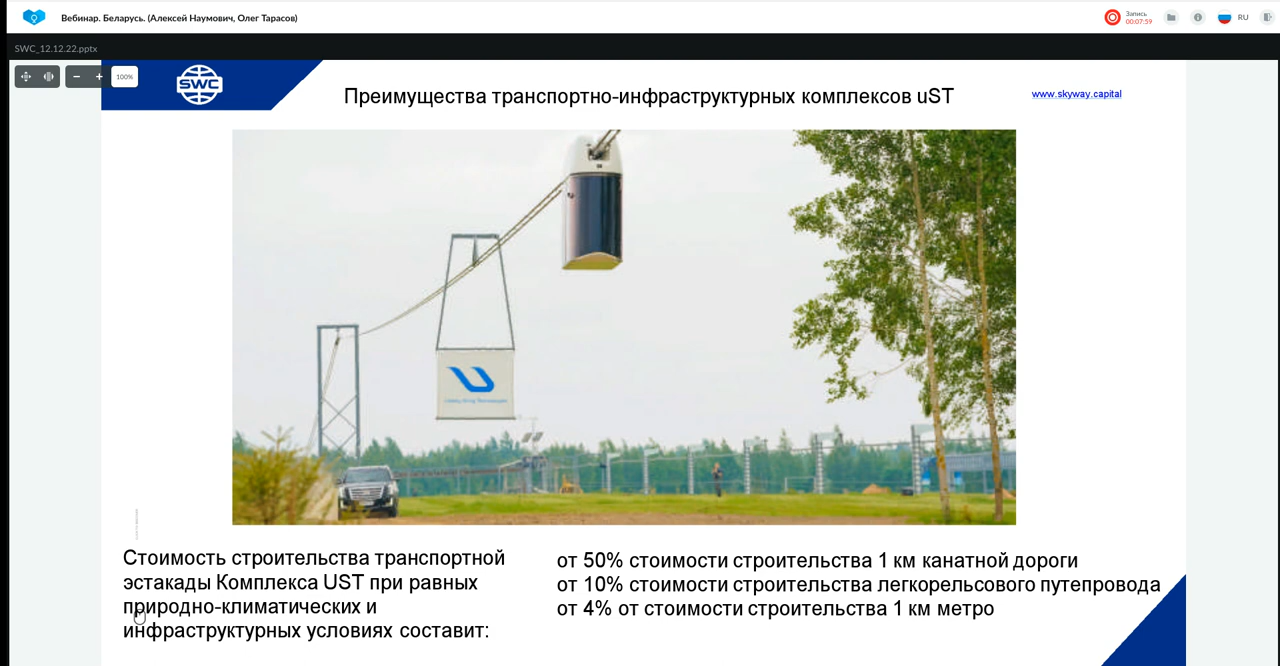 Вебинар. Беларусь. (Алексей Наумович, Олег Тарасов)
Запись
00:07:59
RU
SWC_12.12.22.pptx
100%
SWC
Преимущества транспортно-инфраструктурных комплексов uST
www.skyway.capital
Стоимость строительства транспортной
эстакады Комплекса UST при равных
природно-климатических и
инфраструктурных условиях составит:
от 50% стоимости строительства 1 км канатной дороги
от 10% стоимости строительства легкорельсового путепровода
от 4% от стоимости строительства 1 км метро